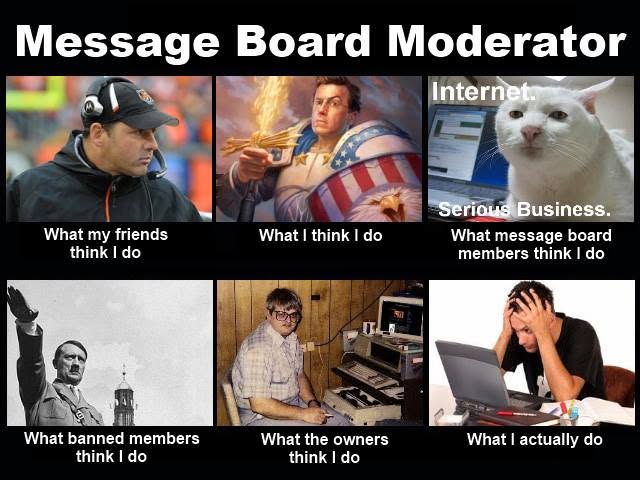 Message Board Moderator
Internet.
Serious Business.
What my friends
think I do
What I think I do
What message board
members think I do
What banned members
think I do
What the owners
think I do
What I actually do